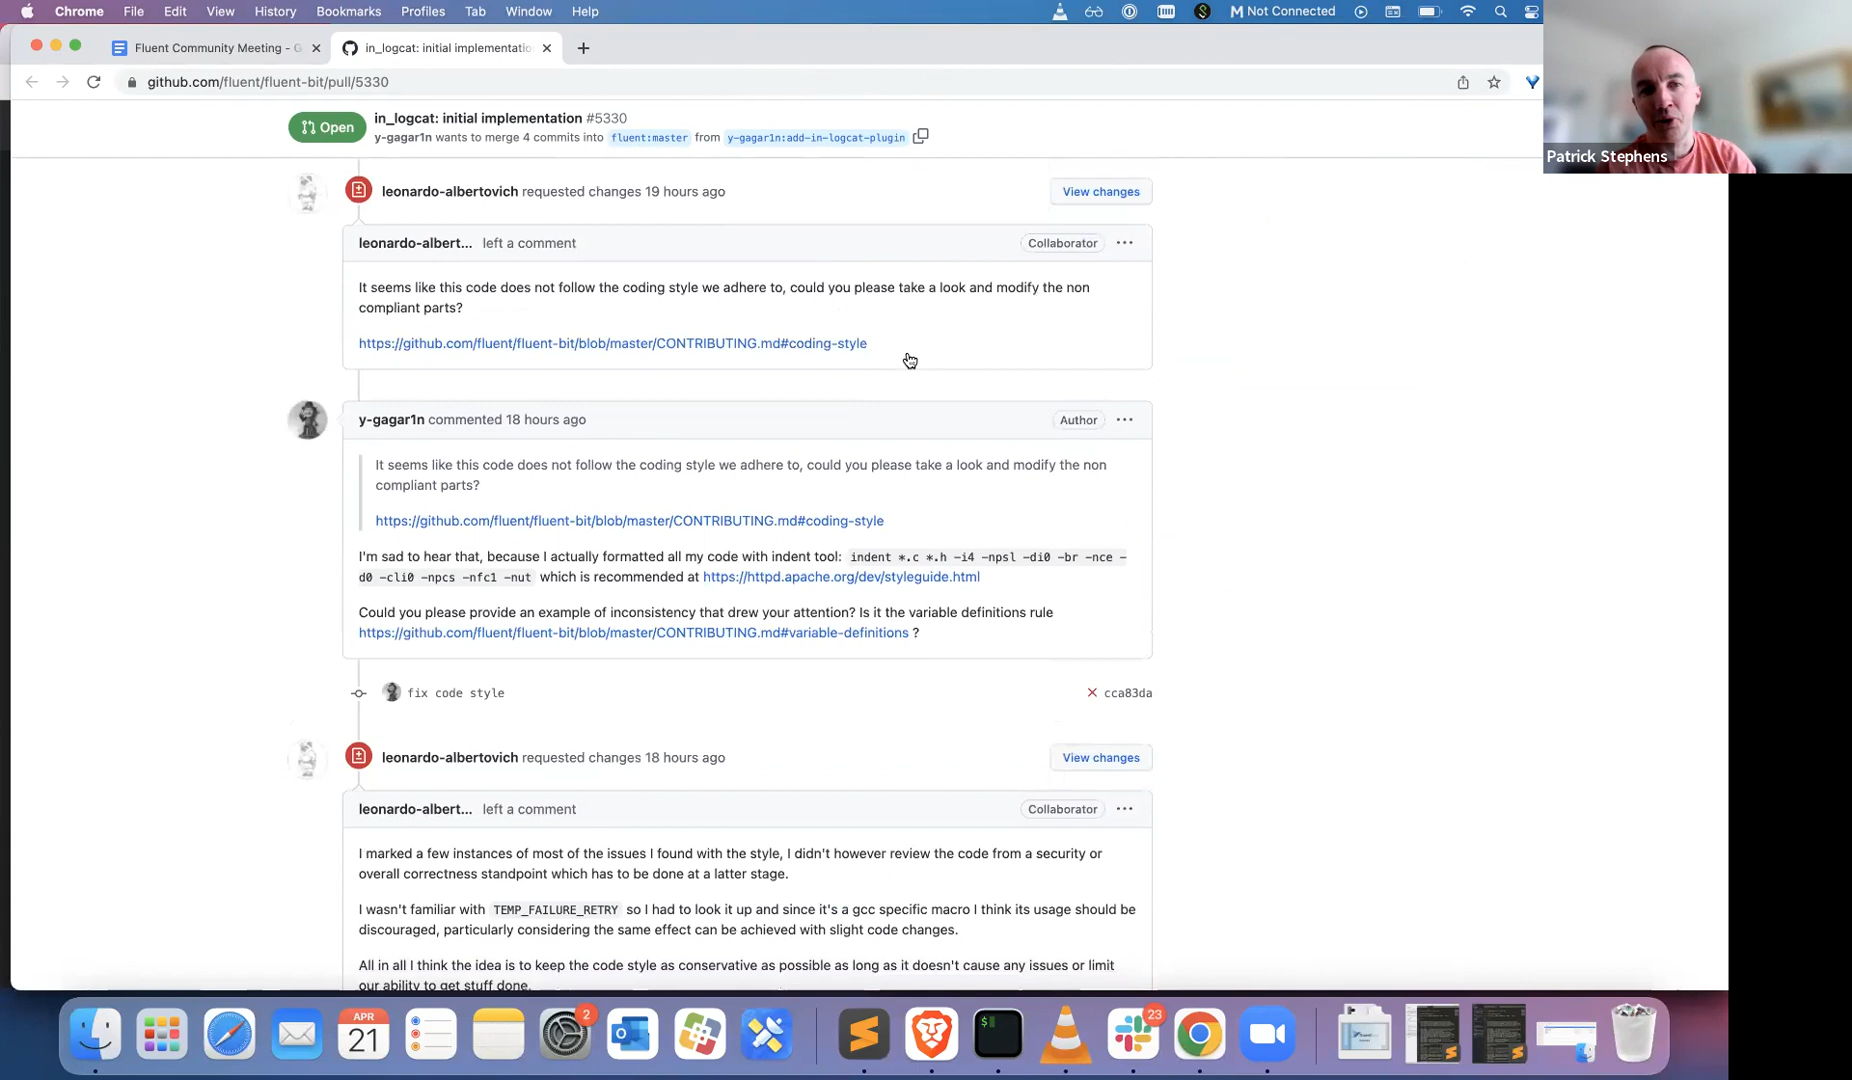 Chrome File Edit View History Bookmarks Profiles Tab Window Help
Not Connected
Fluent Community Meeting - G
in_logcat: initial implementatio
github.com/fluent/fluent-bit/pull/5330
Open
in_logcat: initial implementation #5330
y-gagar1n wants to merge 4 commits into fluent:master from y-gagar1n:add-in-logcat-plugin
Patrick Stephens
leonardo-albertovich requested changes 19 hours ago
View changes
leonardo-albert... left a comment
Collaborator
It seems like this code does not follow the coding style we adhere to, could you please take a look and modify the non
compliant parts?
https://github.com/fluent/fluent-bit/blob/master/CONTRIBUTING.md#coding-style
y-gagar1n commented 18 hours ago
Author
It seems like this code does not follow the coding style we adhere to, could you please take a look and modify the non
compliant parts?
https://github.com/fluent/fluent-bit/blob/master/CONTRIBUTING.md#coding-style
I'm sad to hear that, because I actually formatted all my code with indent tool: indent *.c *.h -i4 -npsl -di0 -br -nce -
d0 -cli0 -npcs -nfc1 -nut which is recommended at https://httpd.apache.org/dev/styleguide.html
Could you please provide an example of inconsistency that drew your attention? Is it the variable definitions rule
https://github.com/fluent/fluent-bit/blob/master/CONTRIBUTING.md#variable-definitions ?
fix code style
cca83da
leonardo-albertovich requested changes 18 hours ago
View changes
leonardo-albert... left a comment
Collaborator
I marked a few instances of most of the issues I found with the style, I didn't however review the code from a security or
overall correctness standpoint which has to be done at a latter stage.
I wasn't familiar with TEMP_FAILURE_RETRY so I had to look it up and since it's a gcc specific macro I think its usage should be
discouraged, particularly considering the same effect can be achieved with slight code changes.
All in all I think the idea is to keep the code style as conservative as possible as long as it doesn't cause any issues or limit
our ability to get stuff done.
APR
21
2
23